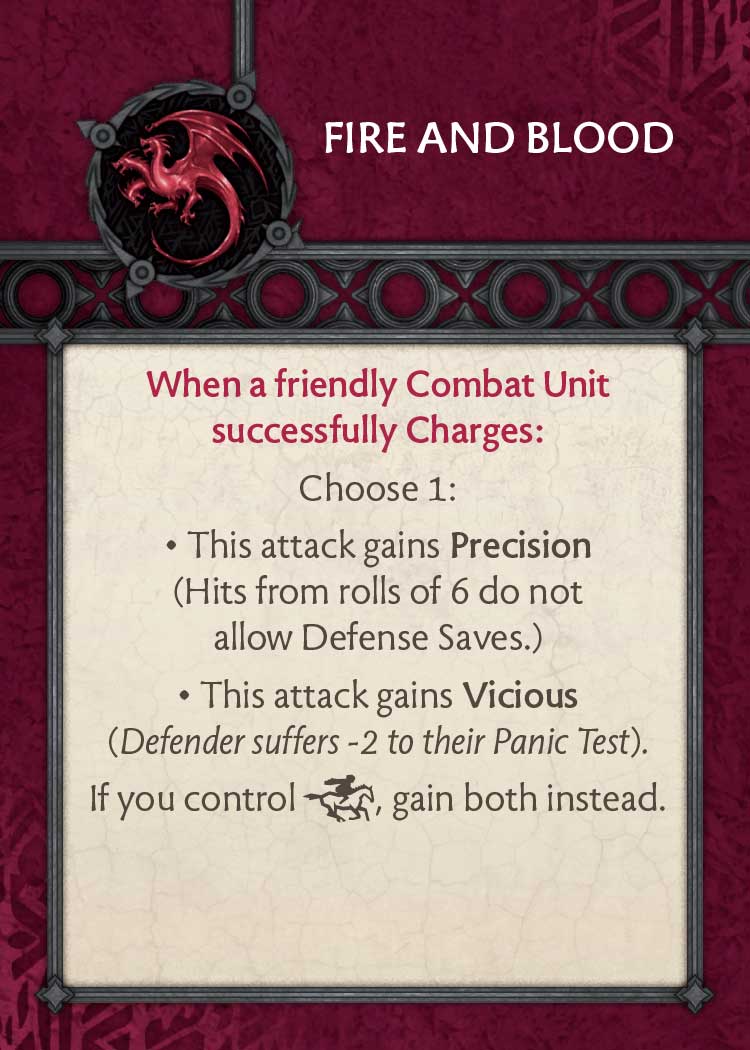 FIRE AND BLOOD
When a friendly Combat Unit
successfully Charges:
Choose 1:
• This attack gains Precision
(Hits from rolls of 6 do not
allow Defense Saves.)
• This attack gains Vicious
(Defender suffers -2 to their Panic Test).
If you control , gain both instead.